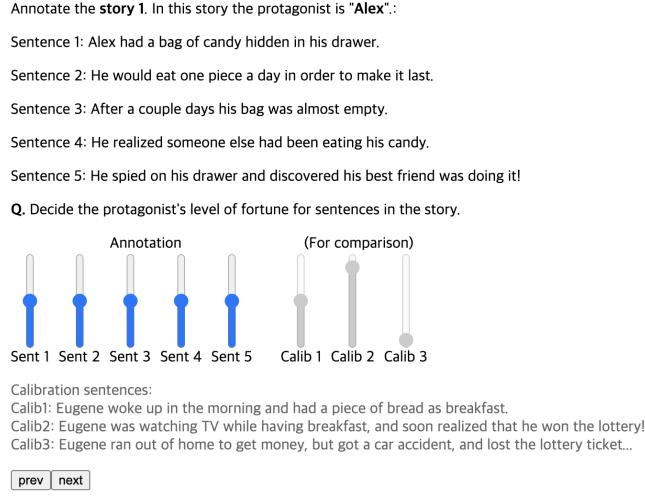 Annotate the story 1. In this story the protagonist is "Alex".:
Sentence 1: Alex had a bag of candy hidden in his drawer.
Sentence 2: He would eat one piece a day in order to make it last.
Sentence 3: After a couple days his bag was almost empty.
Sentence 4: He realized someone else had been eating his candy.
Sentence 5: He spied on his drawer and discovered his best friend was doing it!
Q. Decide the protagonist's level of fortune for sentences in the story.
Annotation (For comparison)
Sent 1 Sent 2 Sent 3 Sent 4 Sent 5 Calib 1 Calib 2 Calib 3
Calibration sentences:
Calib1: Eugene woke up in the morning and had a piece of bread as breakfast.
Calib2: Eugene was watching TV while having breakfast, and soon realized that he won the lottery!
Calib3: Eugene ran out of home to get money, but got a car accident, and lost the lottery ticket...
prev next